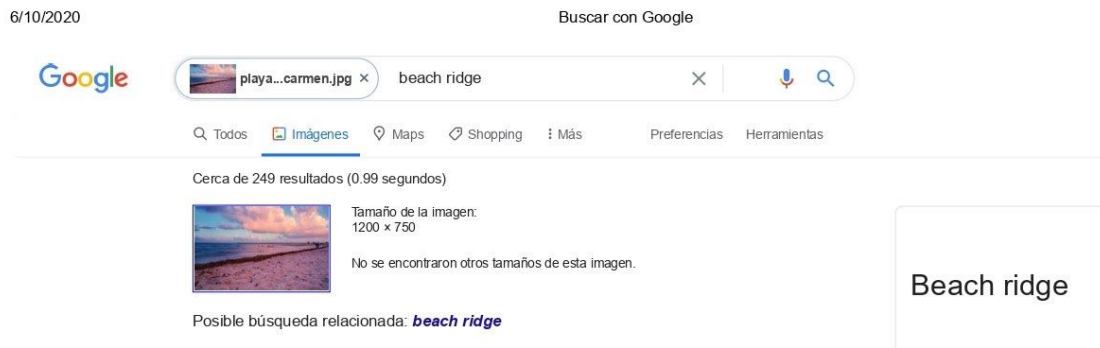 6/10/2020 Buscar con Google
Google playa...carmen.jpg × beach ridge
Todos Imágenes Maps Shopping Más Preferencias Herramientas
Cerca de 249 resultados (0.99 segundos)
Tamaño de la imagen:
1200 × 750
No se encontraron otros tamaños de esta imagen.
Beach ridge
Posible búsqueda relacionada: beach ridge